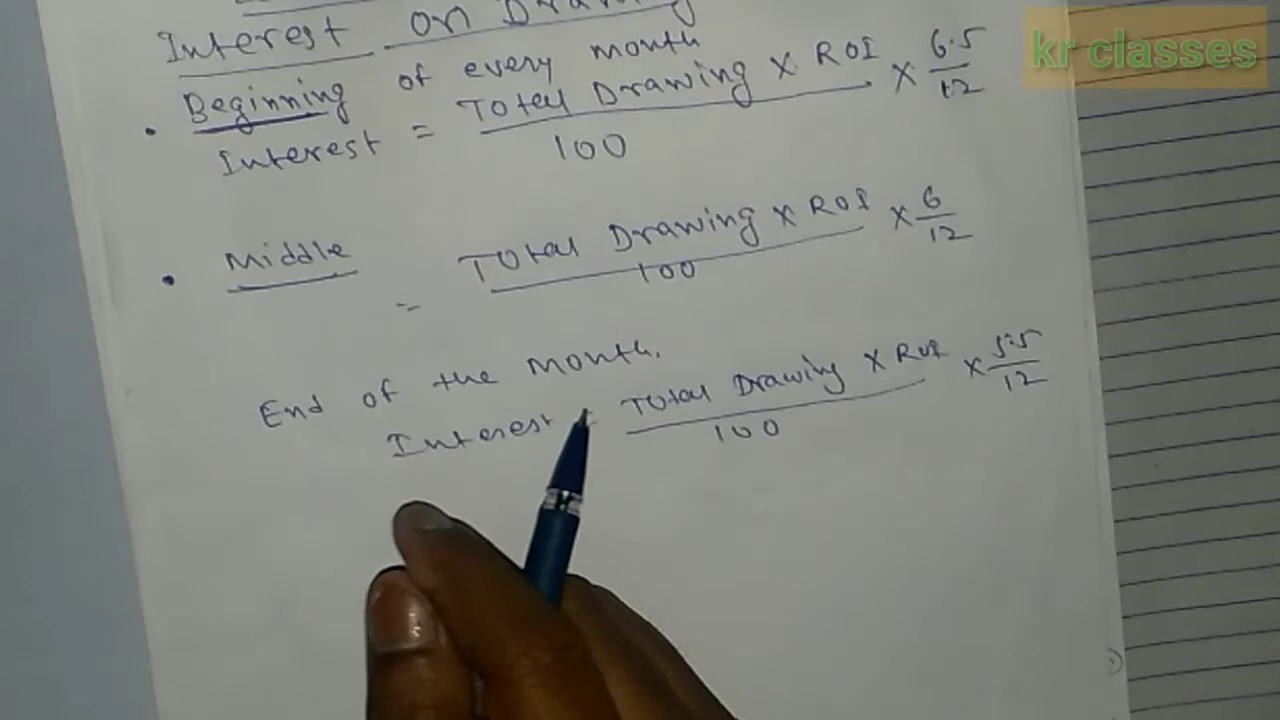 Interest on Drawing
kr classes
• Beginning of every month
Interest = Total Drawing X ROI / 100 X 6.5 / 12
• Middle = Total Drawing X ROI / 100 X 6 / 12
End of the Month.
Interest = Total Drawing X ROI / 100 X 5.5 / 12